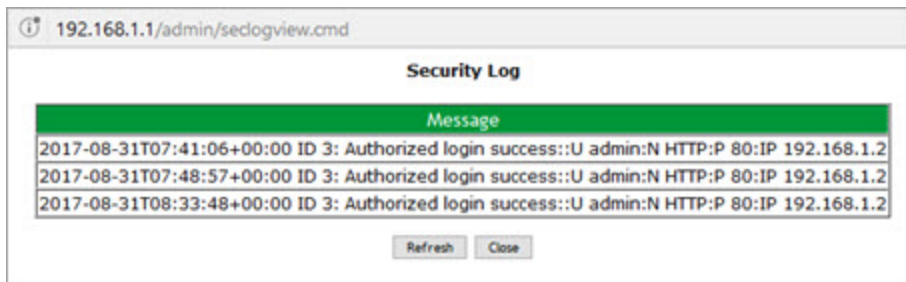 192.168.1.1/admin/seclogview.cmd
Security Log
Message
2017-08-31T07:41:06+00:00 ID 3: Authorized login success::U admin:N HTTP:P 80:IP 192.168.1.2
2017-08-31T07:48:57+00:00 ID 3: Authorized login success::U admin:N HTTP:P 80:IP 192.168.1.2
2017-08-31T08:33:48+00:00 ID 3: Authorized login success::U admin:N HTTP:P 80:IP 192.168.1.2
Refresh Close